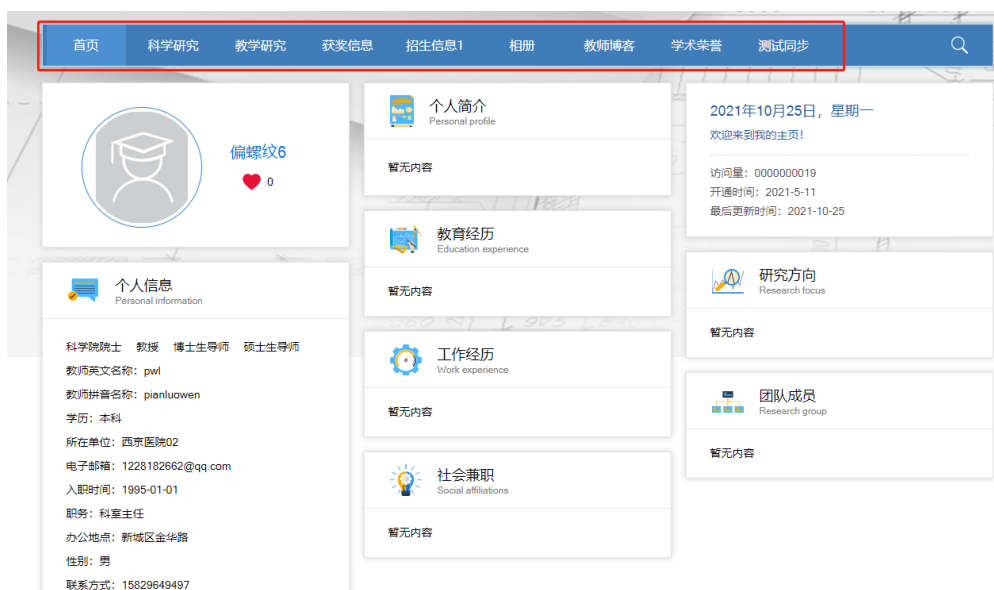 首页 科学研究 教学研究 获奖信息 招生信息1 相册 教师博客 学术荣誉 测试同步
偏螺纹6
0
个人信息
Personal information
科学院院士 教授 博士生导师 硕士生导师
教师英文名称：pwl
教师拼音名称：pianluowen
学历：本科
所在单位：西京医院02
电子邮箱：1228182662@qq.com
入职时间：1995-01-01
职务：科室主任
办公地点：新城区金华路
性别：男
联系方式：15829649497
个人简介
Personal profile
暂无内容
教育经历
Education experience
暂无内容
工作经历
Work experience
暂无内容
社会兼职
Social affiliations
暂无内容
2021年10月25日，星期一
欢迎来到我的主页！
访问量：0000000019
开通时间：2021-5-11
最后更新时间：2021-10-25
研究方向
Research focus
暂无内容
团队成员
Research group
暂无内容